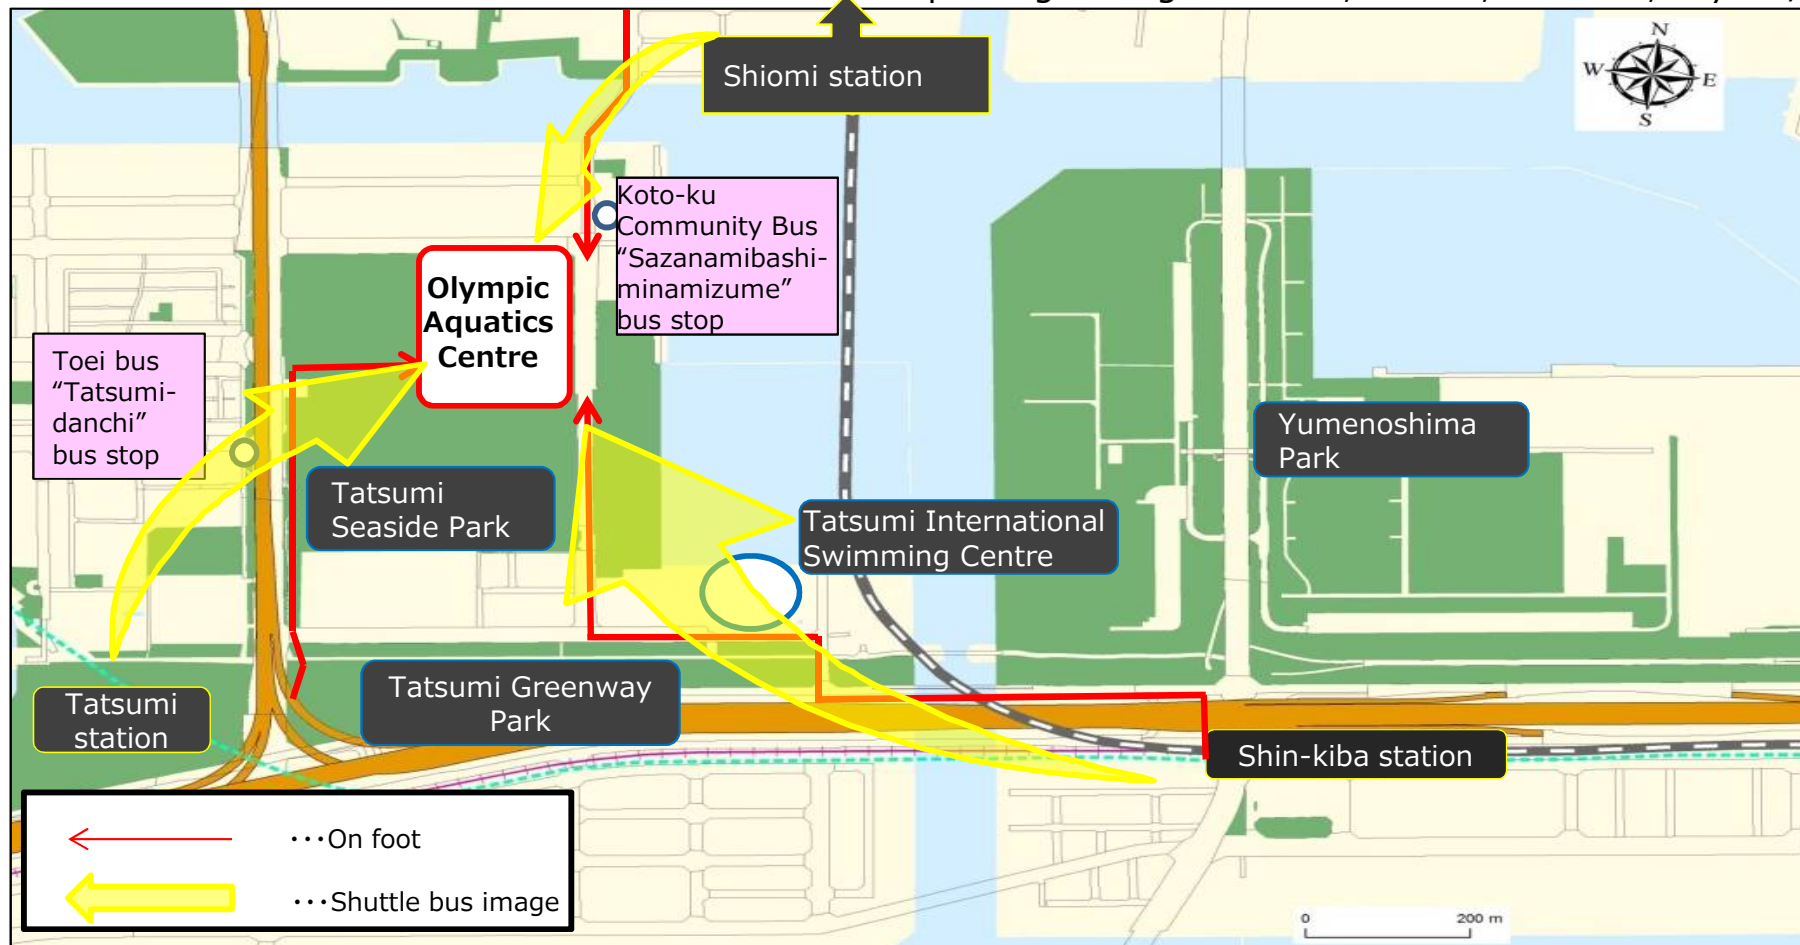 Shiomi station
N
W
E
S
Koto-ku
Community Bus
“Sazanamibashi-
minamizume”
bus stop
Olympic
Aquatics
Centre
Toei bus
“Tatsumi-
danchi”
bus stop
Yumenoshima
Park
Tatsumi
Seaside Park
Tatsumi International
Swimming Centre
Tatsumi Greenway
Park
Tatsumi
station
Shin-kiba station
･･･On foot
･･･Shuttle bus image
0 200 m